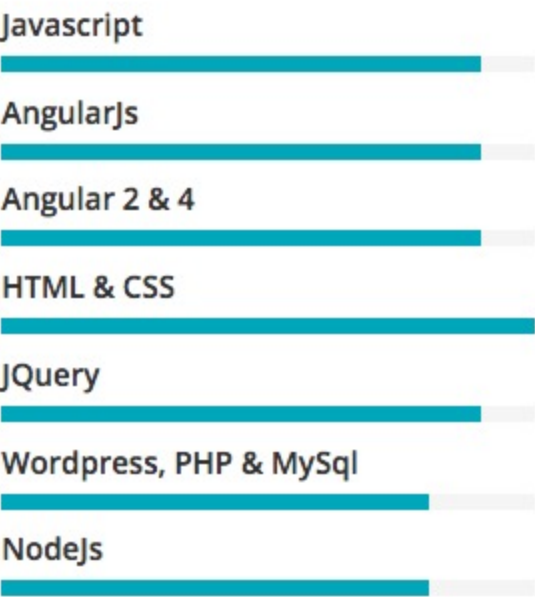 Javascript
AngularJs
Angular 2 & 4
HTML & CSS
JQuery
Wordpress, PHP & MySql
NodeJs